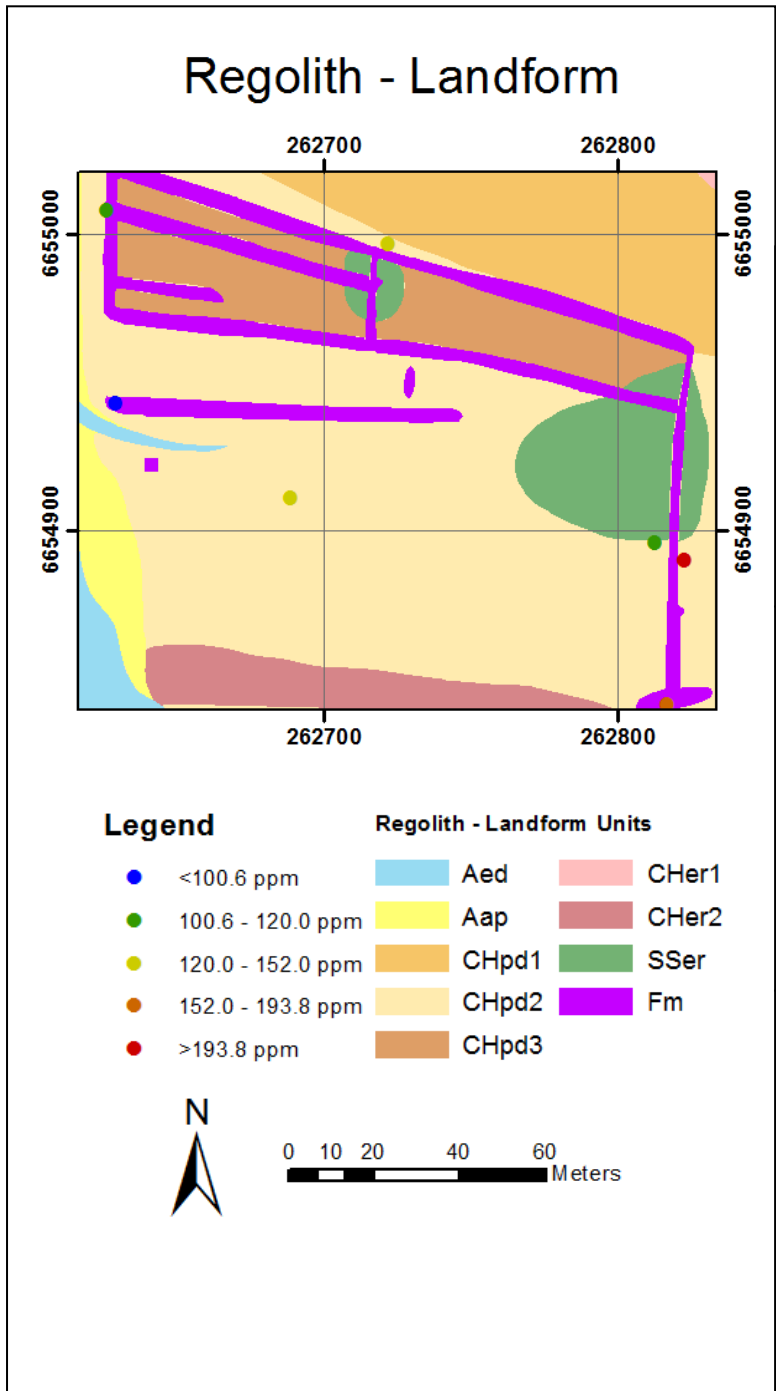 Regolith - Landform
262700 262800
6655000 6655000
6654900 6654900
262700 262800
Legend
<100.6 ppm
100.6 - 120.0 ppm
120.0 - 152.0 ppm
152.0 - 193.8 ppm
>193.8 ppm
Regolith - Landform Units
Aed CHer1
Aap CHer2
CHpd1 SSer
CHpd2 Fm
CHpd3
N
0 10 20 40 60
Meters